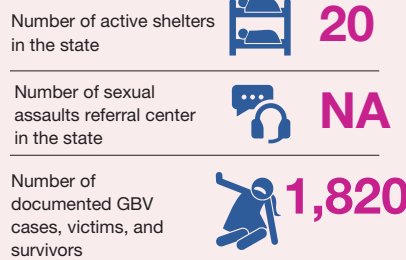 Number of active shelters
in the state
20
Number of sexual
assaults referral center
in the state
NA
Number of
documented GBV
cases, victims, and
survivors
1,820